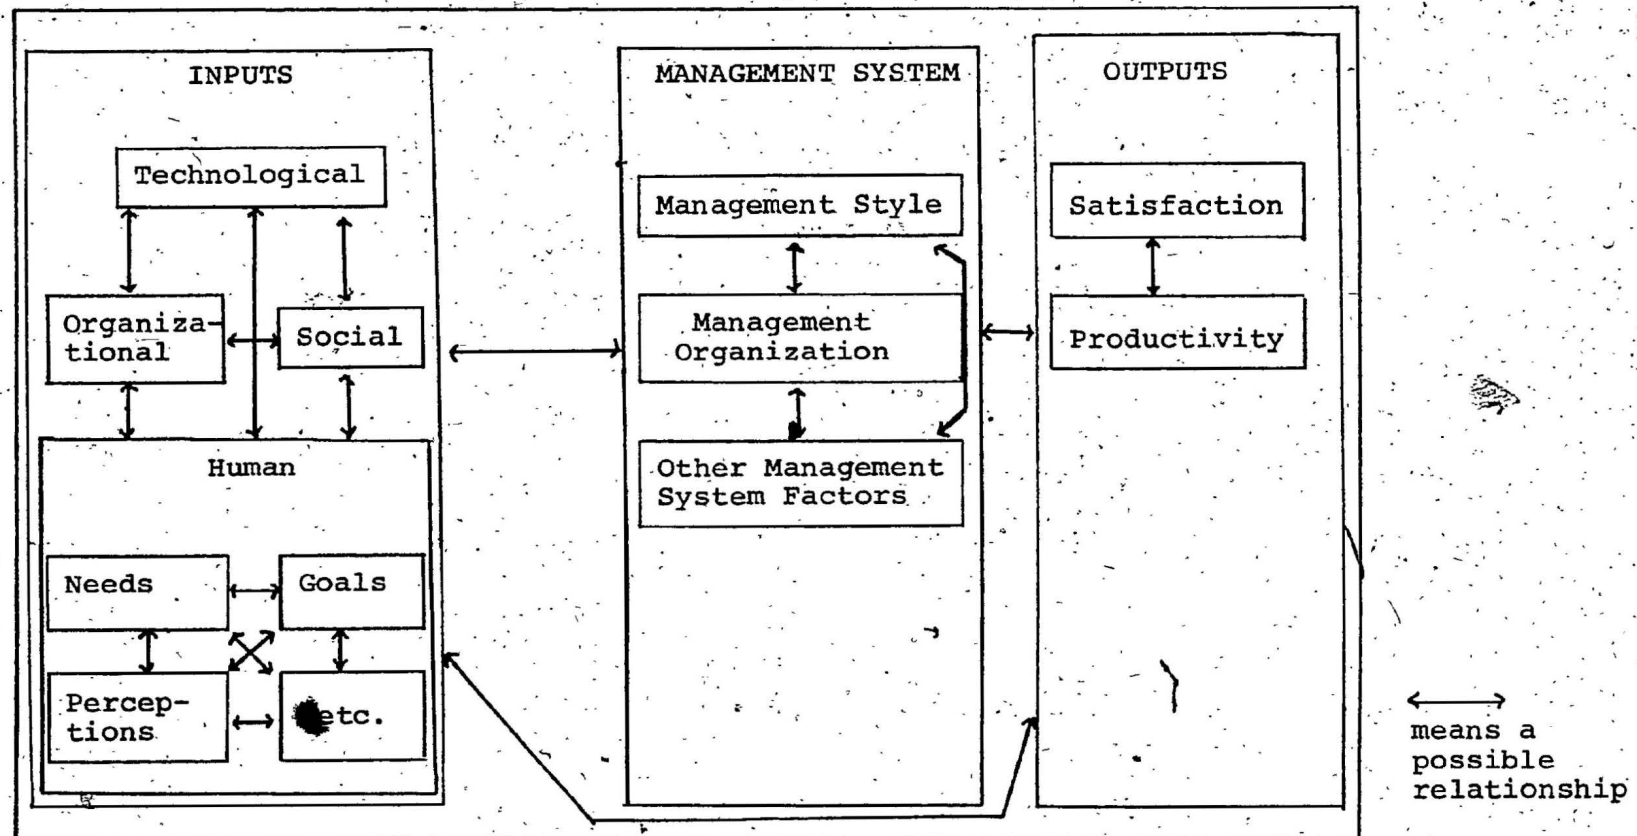 INPUTS
Technological
Organiza-
tional
Social
Human
Needs
Goals
Percep-
tions
etc.
MANAGEMENT SYSTEM
Management Style
Management
Organization
Other Management
System Factors
OUTPUTS
Satisfaction
Productivity
means a
possible
relationship